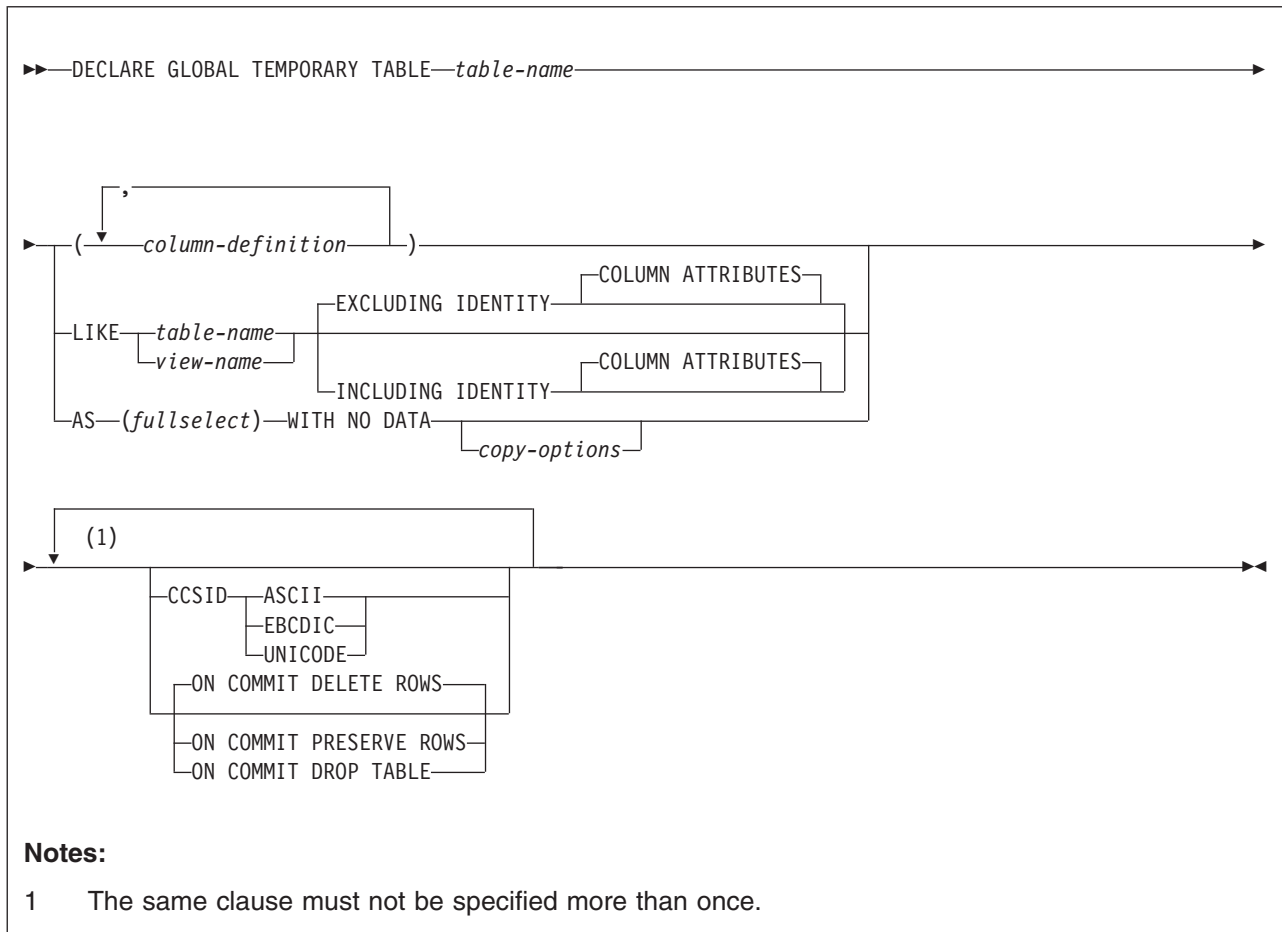 DECLARE GLOBAL TEMPORARY TABLE table-name
,
( column-definition )
COLUMN ATTRIBUTES
EXCLUDING IDENTITY
LIKE table-name
view-name
COLUMN ATTRIBUTES
INCLUDING IDENTITY
AS (fullselect) WITH NO DATA
copy-options
(1)
CCSID ASCII
EBCDIC
UNICODE
ON COMMIT DELETE ROWS
ON COMMIT PRESERVE ROWS
ON COMMIT DROP TABLE
Notes:
1 The same clause must not be specified more than once.